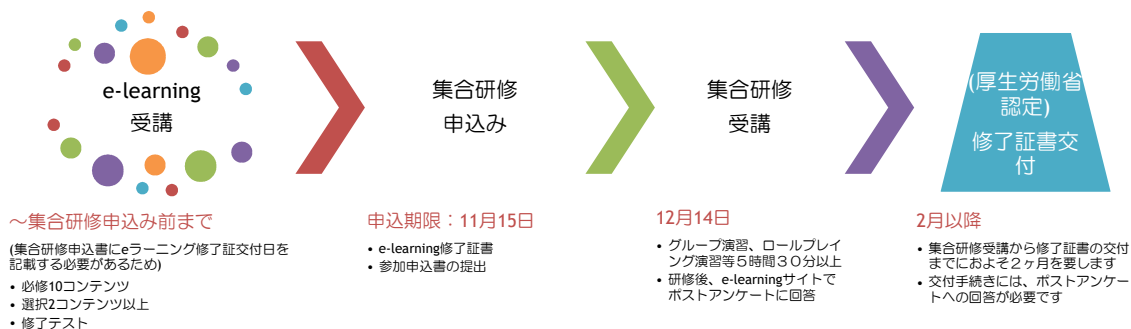 e-learning
受講
集合研修
申込み
集合研修
受講
(厚生労働省
認定)
修了証書交
付
～集合研修申込み前まで
(集合研修申込書にeラーニング修了証交付日を
記載する必要があるため)
• 必修10コンテンツ
• 選択2コンテンツ以上
• 修了テスト
申込期限：11月15日
• e-learning修了証書
• 参加申込書の提出
12月14日
• グループ演習、ロールプレイ
ング演習等５時間３０分以上
• 研修後、e-learningサイトで
ポストアンケートに回答
2月以降
• 集合研修受講から修了証書の交付
までにおよそ２ヶ月を要します
• 交付手続きには、ポストアンケー
トへの回答が必要です